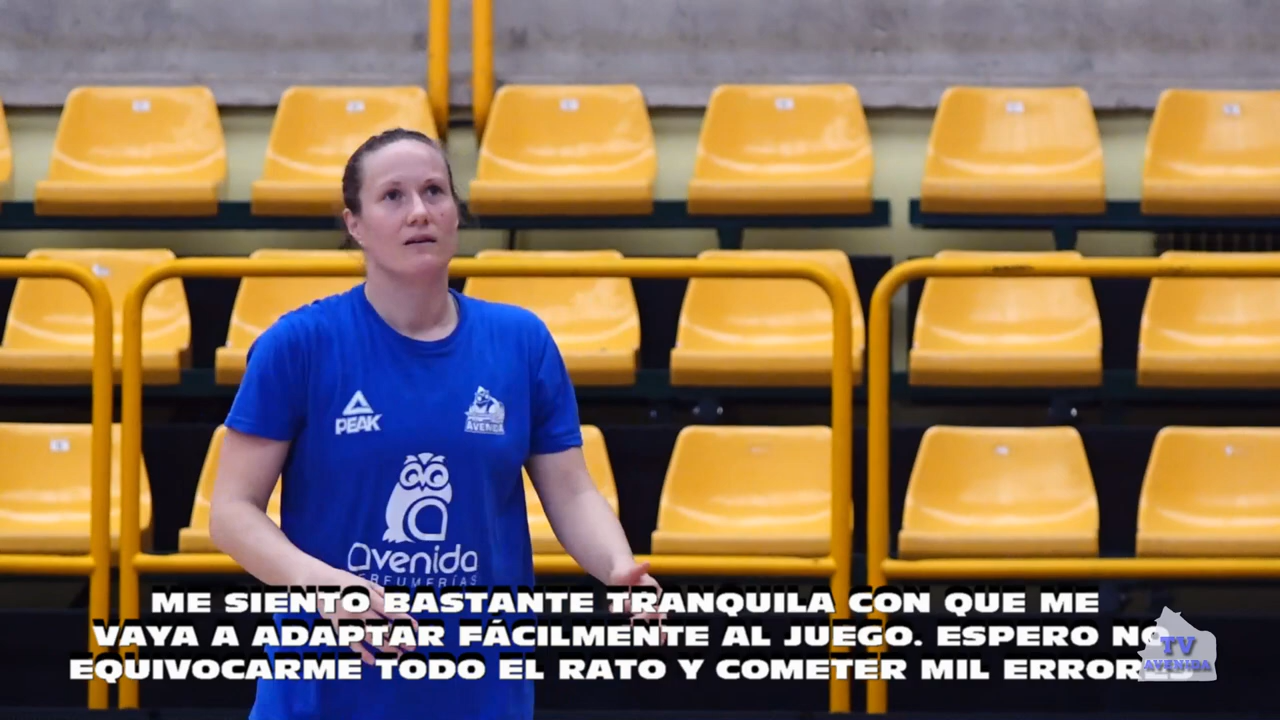 PEAK
AVENIDA
avenida
PERFUMERÍAS
ME SIENTO BASTANTE TRANQUILA CON QUE ME
VAYA A ADAPTAR FÁCILMENTE AL JUEGO. ESPERO NO
EQUIVOCARME TODO EL RATO Y COMETER MIL ERRORES
TV
AVENIDA